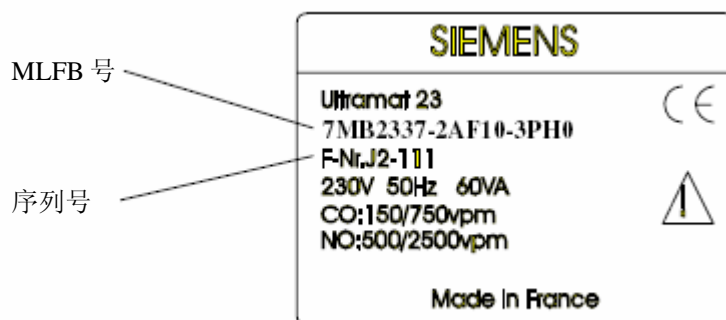 SIEMENS
MLFB 号
Ultramat 23
7MB2337-2AF10-3PH0
CE
F-Nr.J2-111
序列号
230V 50Hz 60VA
CO:150/750vpm
NO:500/2500vpm
Made in France